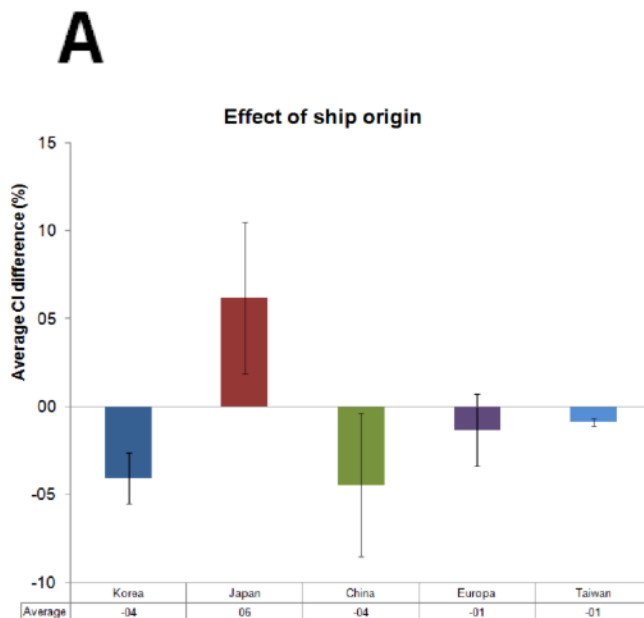 A
Effect of ship origin
Average CI difference (%)
15
10
05
00
-05
-10
Korea Japan China Europa Taiwan
Average -04 06 -04 -01 -01